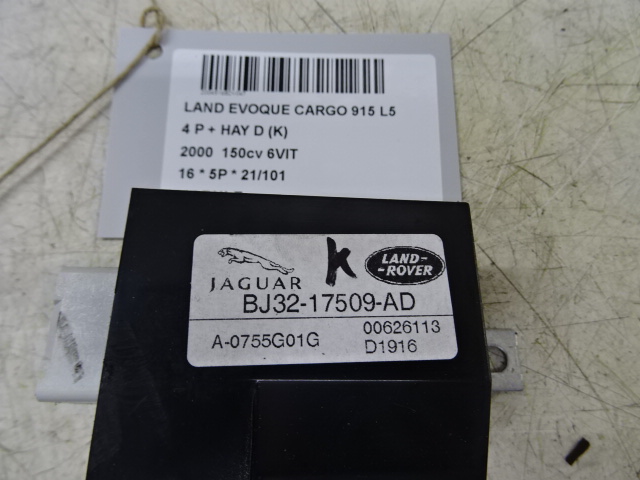 LAND EVOQUE CARGO 915 L5
4 P + HAY D (K)
2000 150cv 6VIT
16 * 5P * 21/101
JAGUAR
K
LAND-
-ROVER
BJ32-17509-AD
A-0755G01G
00626113
D1916